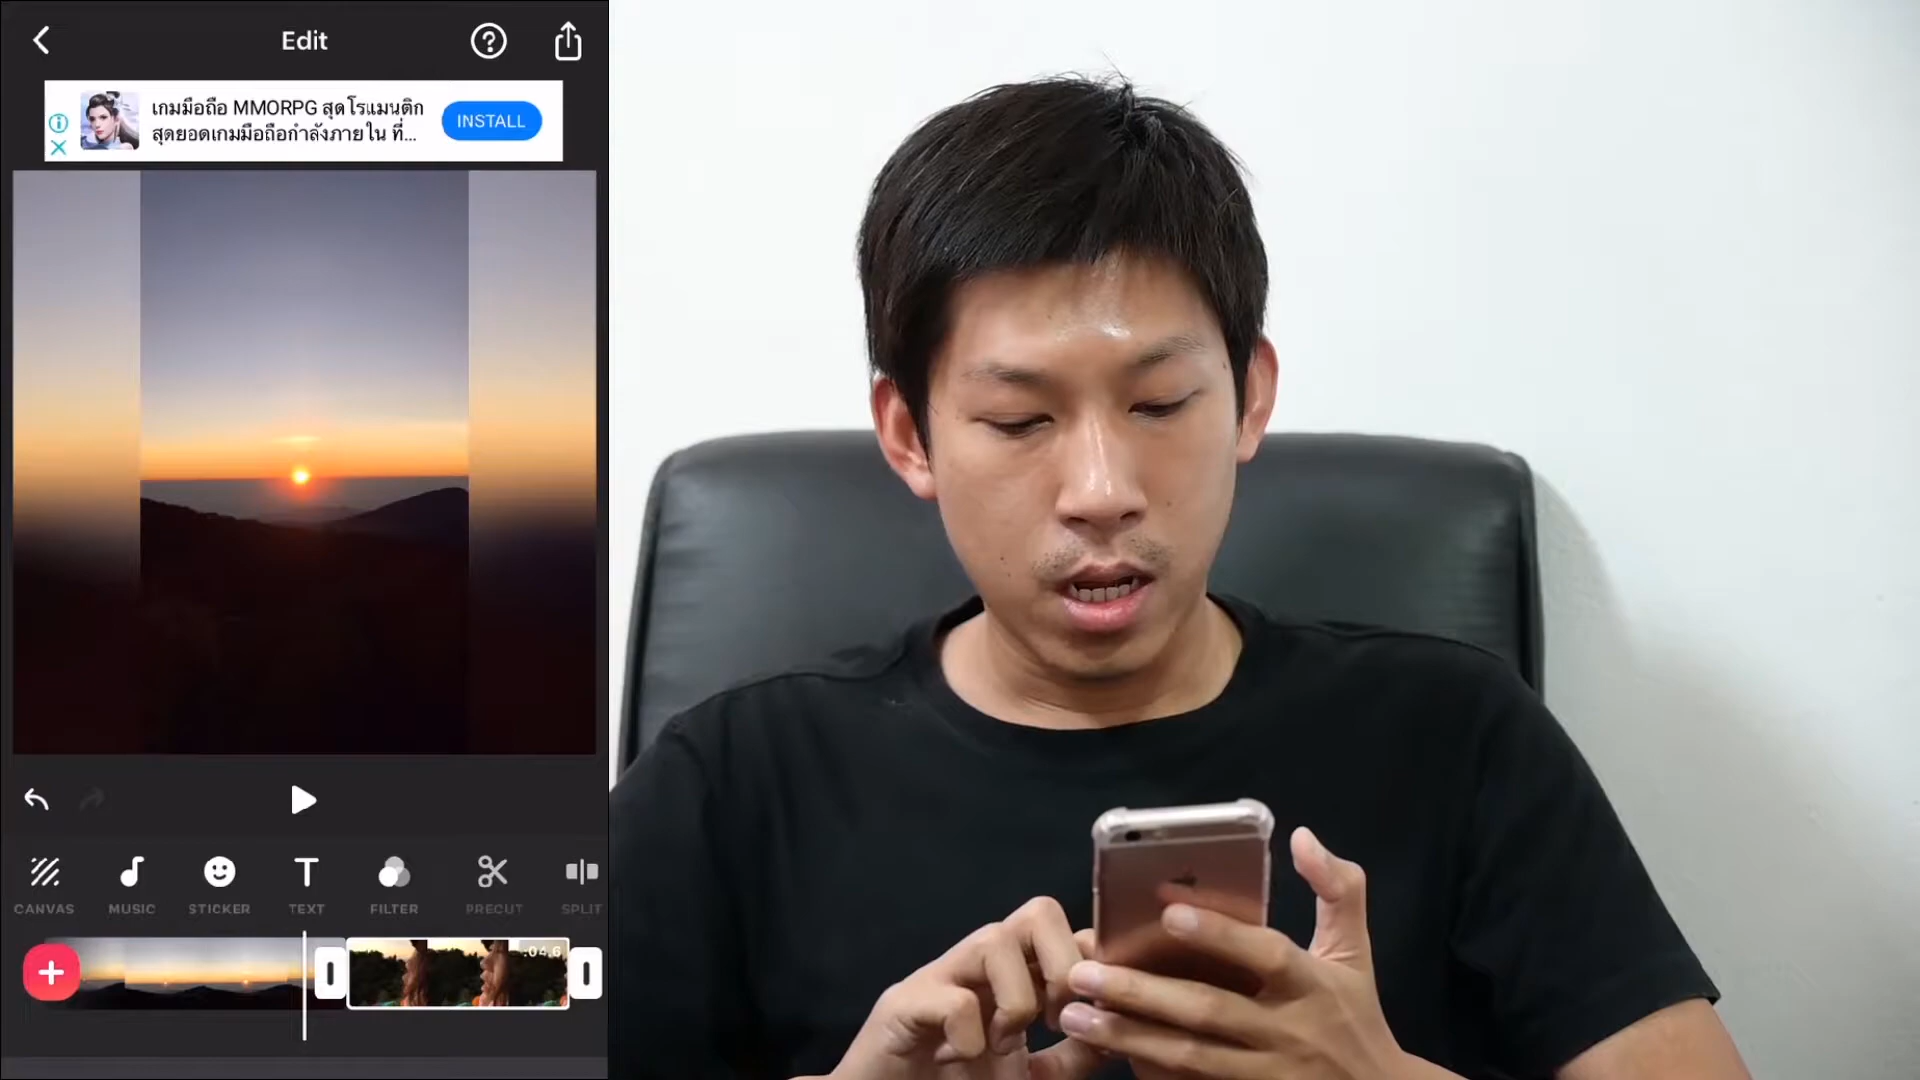 Edit
เกมมือถือ MMORPG สุดโรแมนติก
สุดยอดเกมมือถือกำลังภายใน ที่...
INSTALL
CANVAS
MUSIC
STICKER
TEXT
FILTER
PRECUT
SPLIT
:04.6